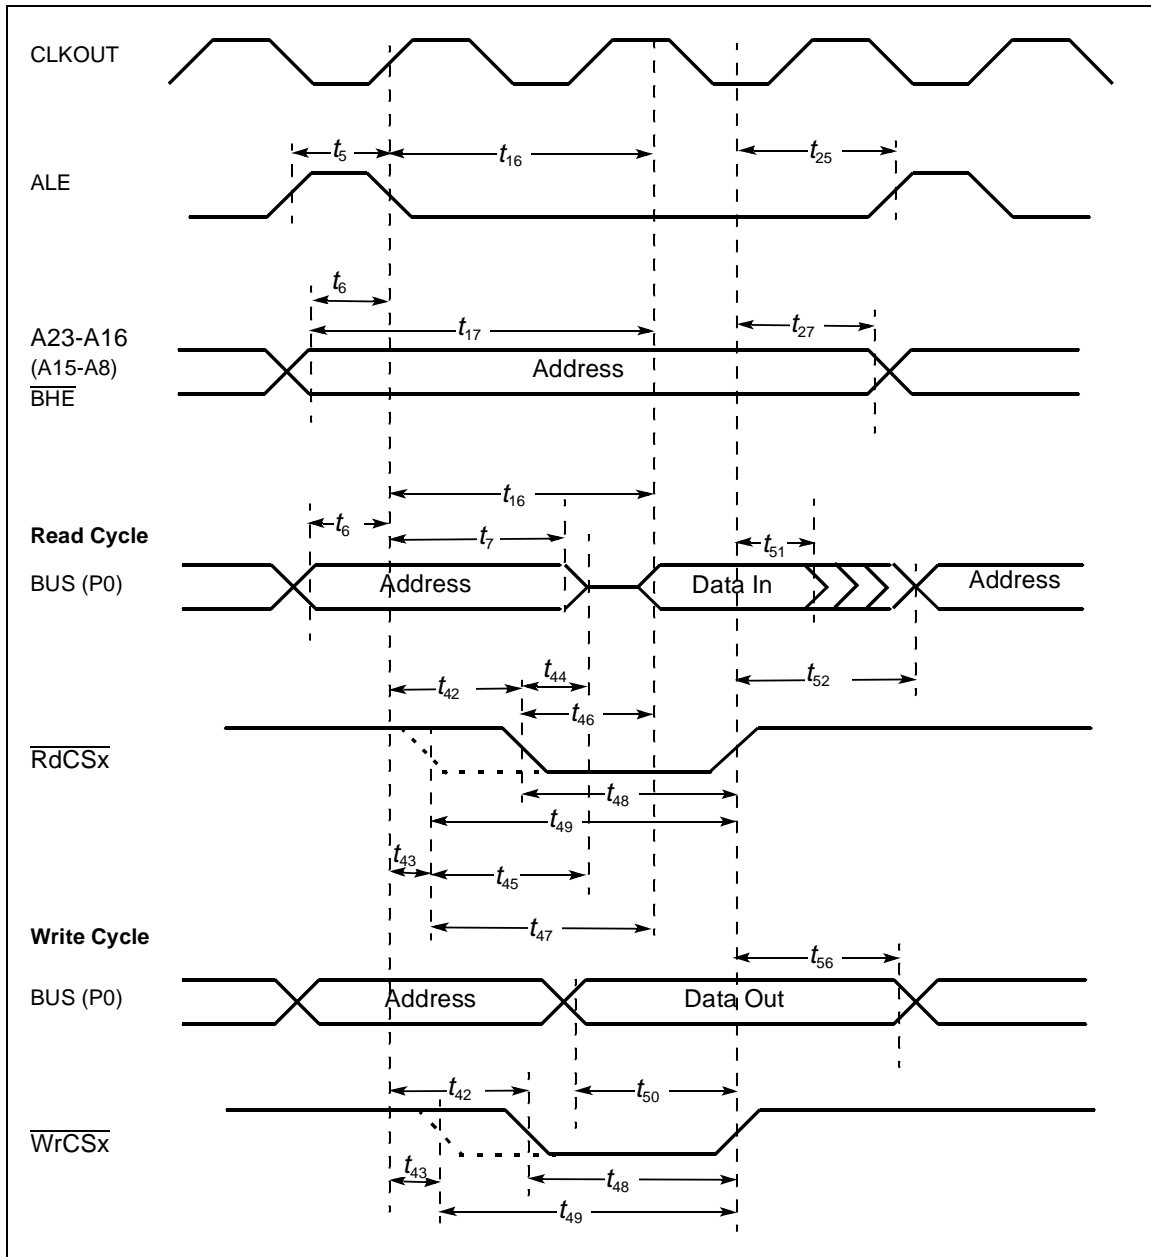 CLKOUT
t5
t16
t25
ALE
t6
t17
t27
A23-A16
(A15-A8)
BHE
Address
t16
t6
t7
t51
Read Cycle
BUS (P0)
Address
Data In
Address
t42
t44
t52
t46
RdCSx
t48
t49
t43
t45
t47
Write Cycle
t56
BUS (P0)
Address
Data Out
t42
t50
WrCSx
t43
t48
t49